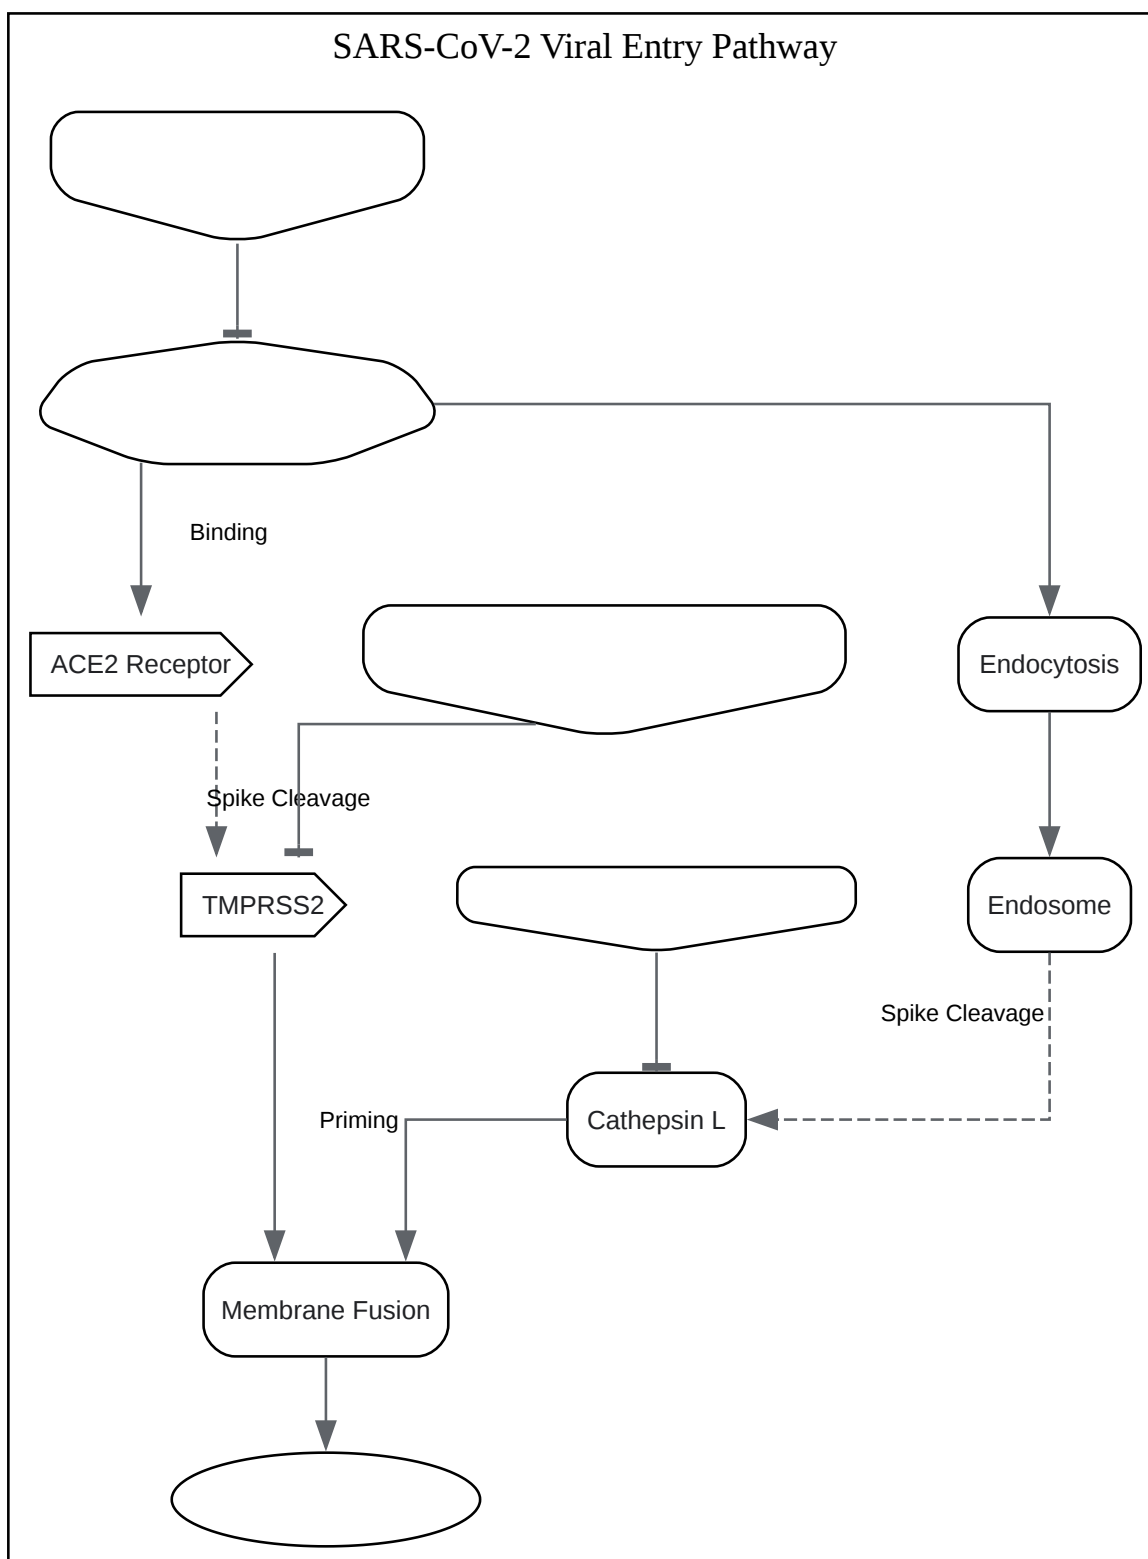 SARS-CoV-2 Viral Entry Pathway
Binding
ACE2 Receptor
Endocytosis
Spike Cleavage
TMPRSS2
Endosome
Spike Cleavage
Priming
Cathepsin L
Membrane Fusion